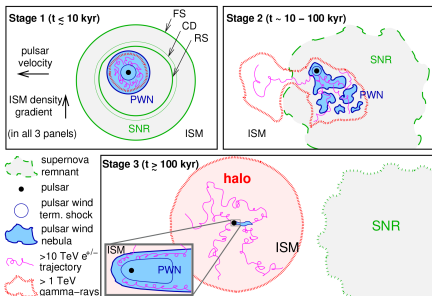 Stage 1 (t ≲ 10 kyr)
FS
CD
RS
PWN
SNR
ISM
pulsar
velocity
ISM density
gradient
(in all 3 panels)
Stage 2 (t ~ 10 − 100 kyr)
SNR
PWN
ISM
supernova
remnant
pulsar
pulsar wind
term. shock
pulsar wind
nebula
>10 TeV e+/−
trajectory
> 1 TeV
gamma−rays
Stage 3 (t ≳ 100 kyr)
halo
ISM
SNR
ISM
PWN